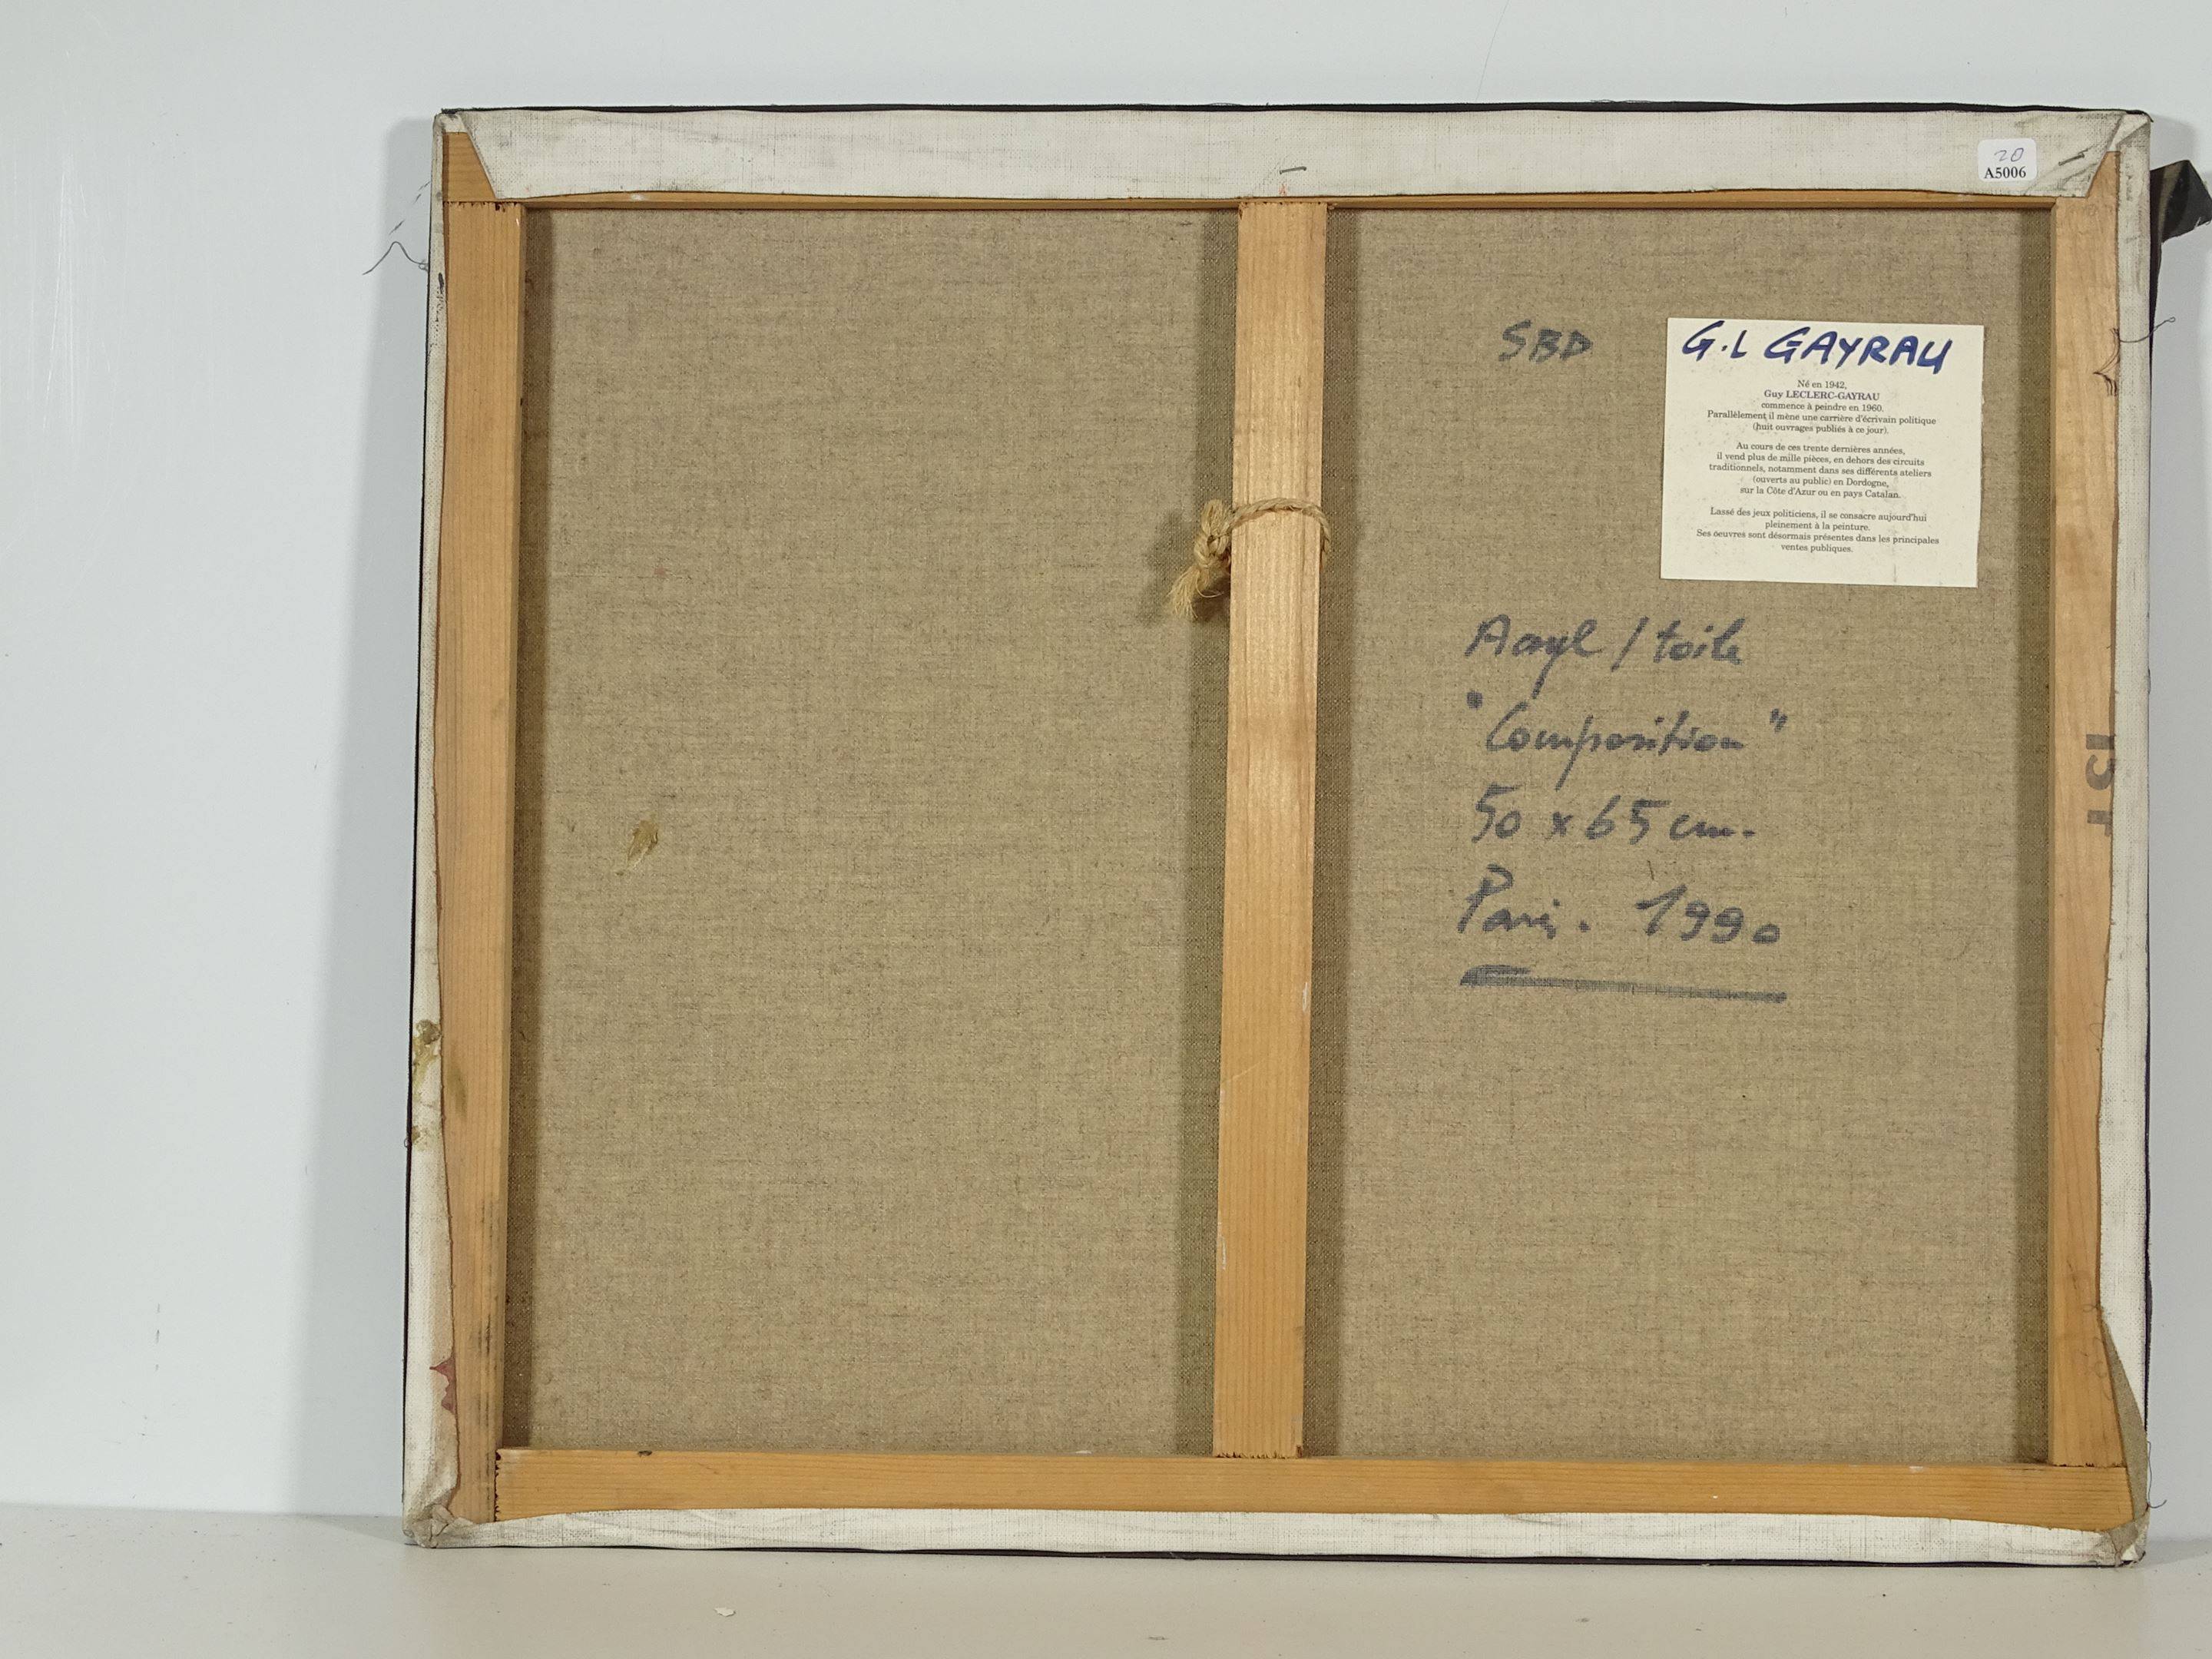 20
A5006
SBD
G.L GAYRAU
Né en 1942,
Guy LECLERC-GAYRAU
commence à peindre en 1960.
Parallèlement il mène une carrière d'écrivain politique
(huit ouvrages publiés à ce jour).
Au cours de ces trente dernières années,
il vend plus de mille pièces, en dehors des circuits
traditionnels, notamment dans ses différents ateliers
(ouverts au public) en Dordogne,
sur la Côte d'Azur ou en pays Catalan.
Lassé des jeux politiciens, il se consacre aujourd'hui
pleinement à la peinture.
Ses oeuvres sont désormais présentes dans les principales
ventes publiques.
Acryl / toile
"Composition"
50 x 65 cm.
Paris. 1990
15F